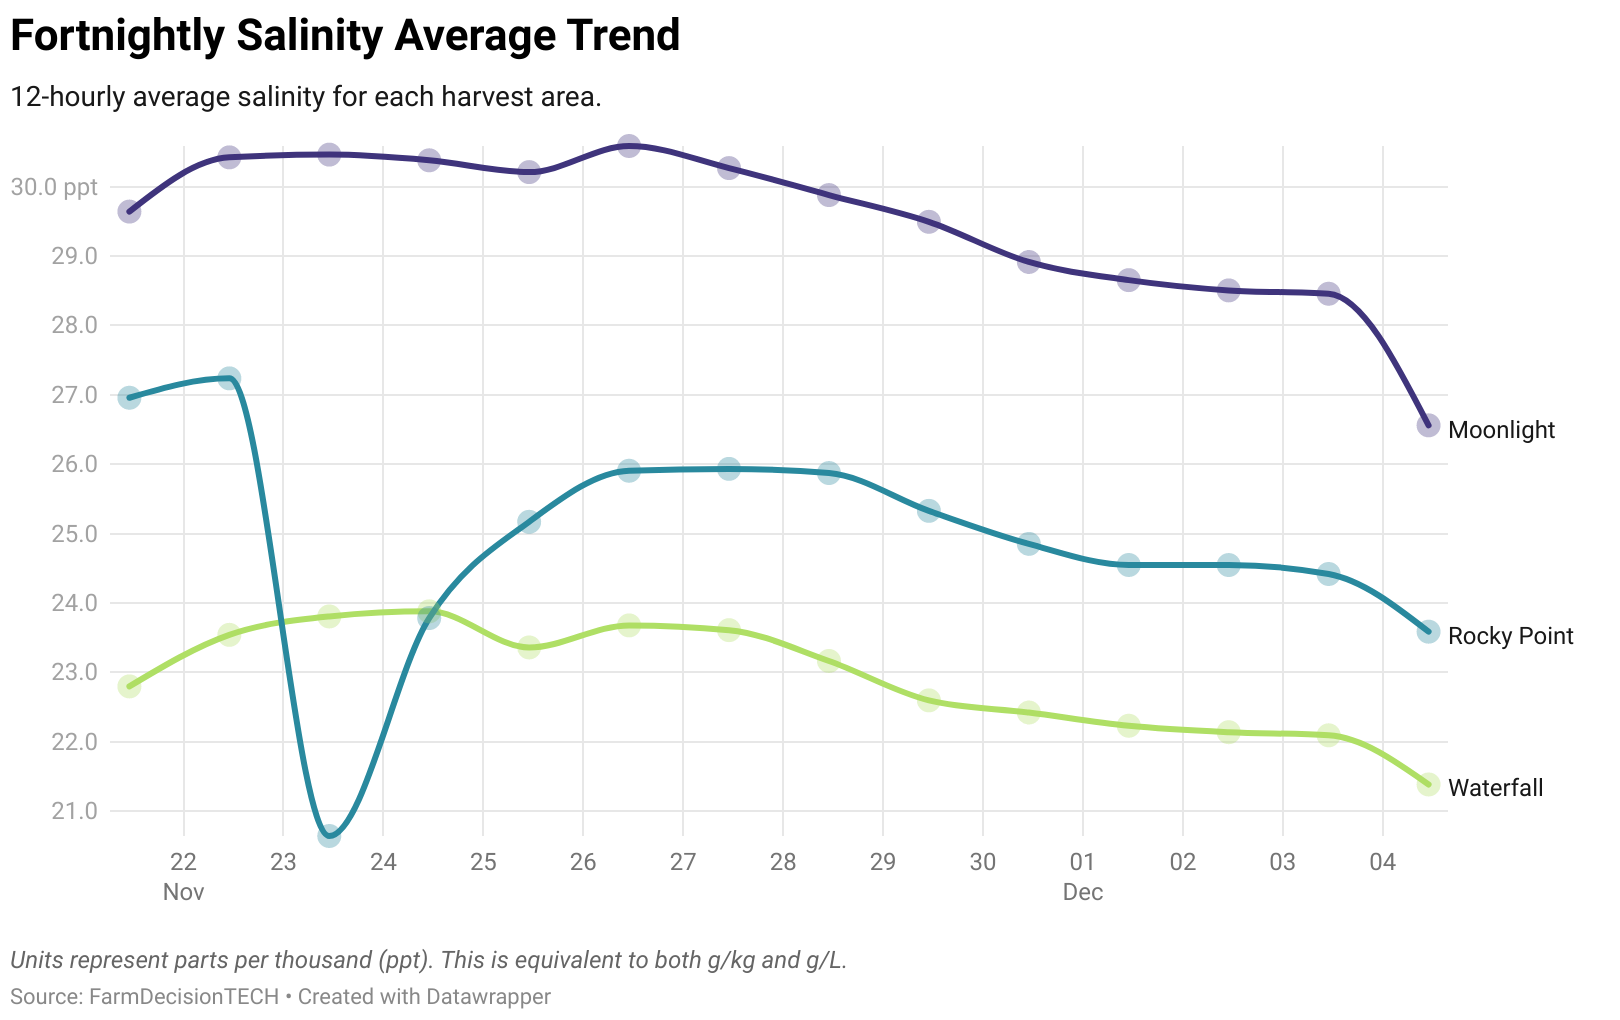 Fortnightly Salinity Average Trend
12-hourly average salinity for each harvest area.
30.0 ppt
29.0
28.0
27.0
26.0
25.0
24.0
23.0
22.0
21.0
Moonlight
Rocky Point
Waterfall
22 23 24 25 26 27 28 29 30 01 02 03 04
Nov Dec
Units represent parts per thousand (ppt). This is equivalent to both g/kg and g/L.
Source: FarmDecisionTECH • Created with Datawrapper